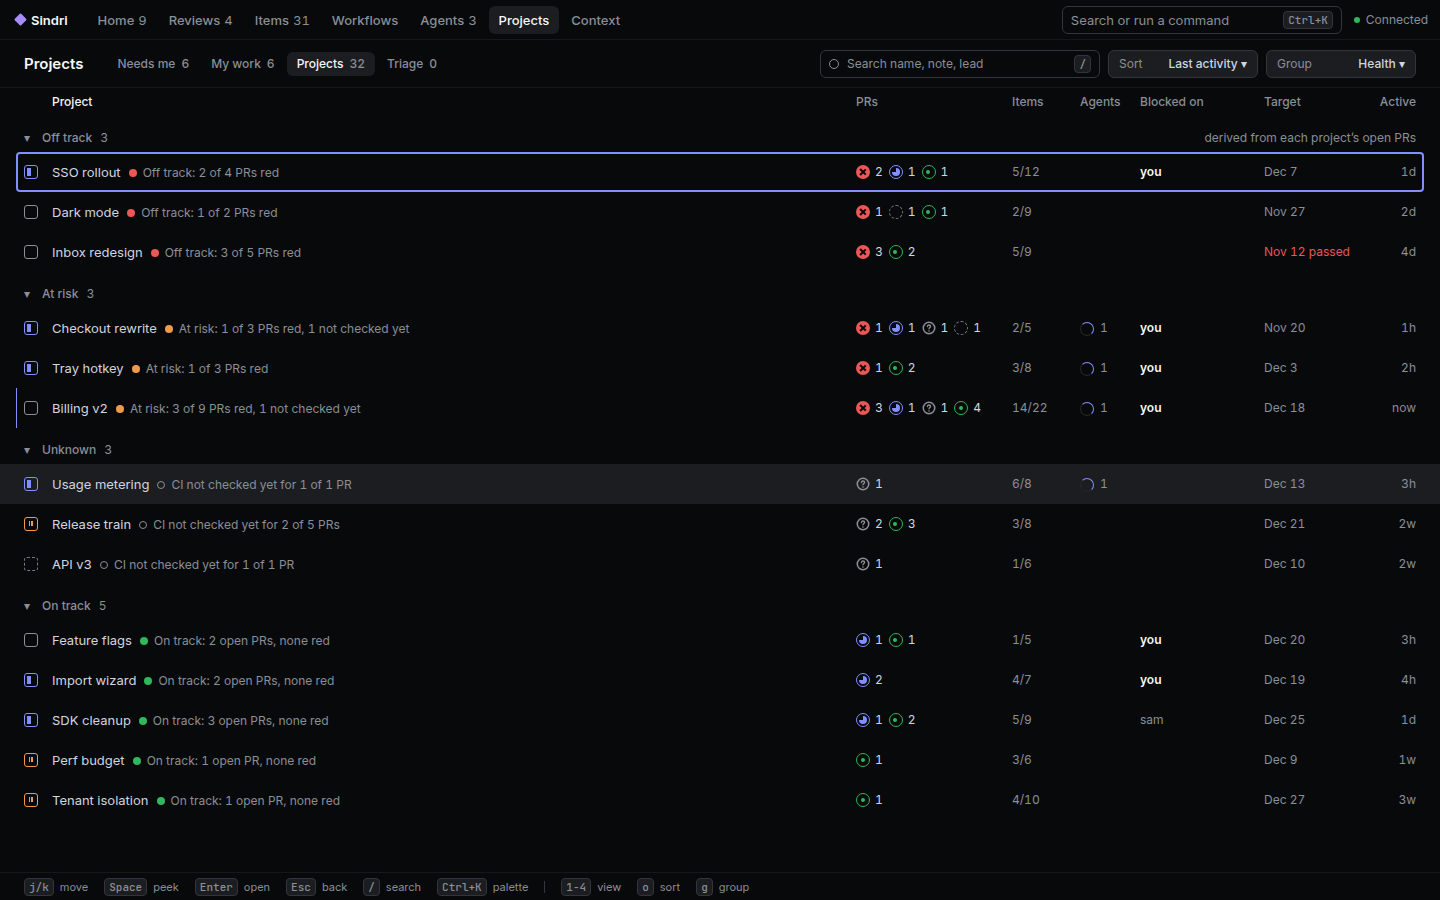 Sindri Home 9 Reviews 4 Items 31 Workflows Agents 3 Projects Context Search or run a command Ctrl+K Connected
Projects Needs me 6 My work 6 Projects 32 Triage 0 Search name, note, lead / Sort Last activity ▾ Group Health ▾
Project PRs Items Agents Blocked on Target Active
▾ Off track 3 derived from each project's open PRs
SSO rollout Off track: 2 of 4 PRs red 2 1 1 5/12 you Dec 7 1d
Dark mode Off track: 1 of 2 PRs red 1 1 1 2/9 Nov 27 2d
Inbox redesign Off track: 3 of 5 PRs red 3 2 5/9 Nov 12 passed 4d
▾ At risk 3
Checkout rewrite At risk: 1 of 3 PRs red, 1 not checked yet 1 1 ? 1 1 2/5 1 you Nov 20 1h
Tray hotkey At risk: 1 of 3 PRs red 1 2 3/8 1 you Dec 3 2h
Billing v2 At risk: 3 of 9 PRs red, 1 not checked yet 3 1 ? 1 4 14/22 1 you Dec 18 now
▾ Unknown 3
Usage metering CI not checked yet for 1 of 1 PR ? 1 6/8 1 Dec 13 3h
Release train CI not checked yet for 2 of 5 PRs ? 2 3 3/8 Dec 21 2w
API v3 CI not checked yet for 1 of 1 PR ? 1 1/6 Dec 10 2w
▾ On track 5
Feature flags On track: 2 open PRs, none red 1 1 1/5 you Dec 20 3h
Import wizard On track: 2 open PRs, none red 2 4/7 you Dec 19 4h
SDK cleanup On track: 3 open PRs, none red 1 2 5/9 sam Dec 25 1d
Perf budget On track: 1 open PR, none red 1 3/6 Dec 9 1w
Tenant isolation On track: 1 open PR, none red 1 4/10 Dec 27 3w
j/k move Space peek Enter open Esc back / search Ctrl+K palette 1-4 view o sort g group